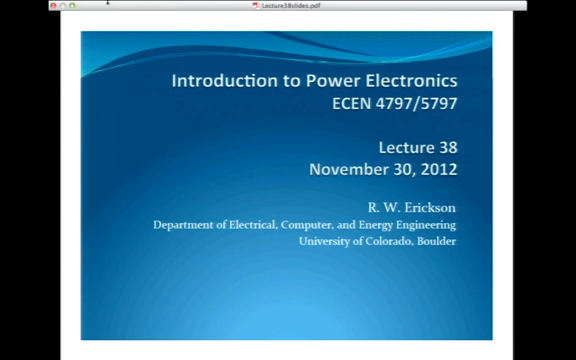 Lecture38slides.pdf
Introduction to Power Electronics
ECEN 4797/5797
Lecture 38
November 30, 2012
R. W. Erickson
Department of Electrical, Computer, and Energy Engineering
University of Colorado, Boulder